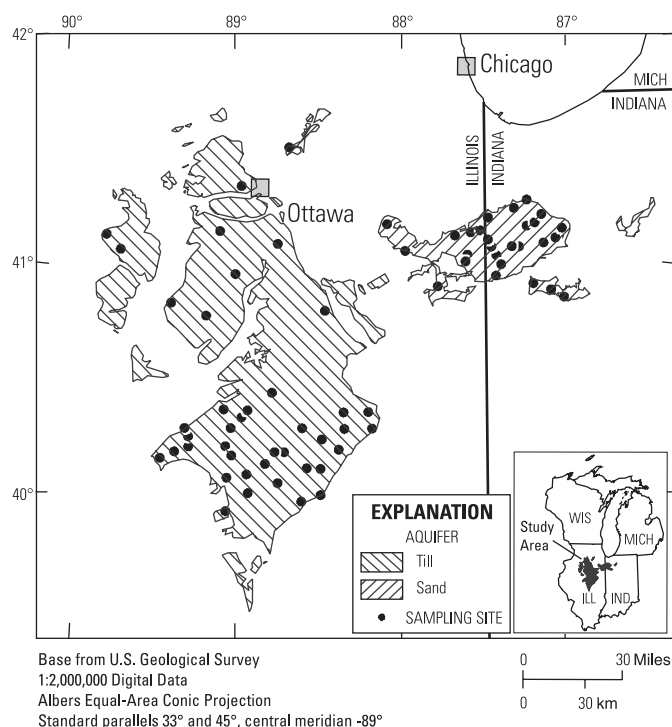 90°
89°
88°
87°
42°
Chicago
MICH
INDIANA
ILLINOIS
INDIANA
Ottawa
41°
40°
EXPLANATION
AQUIFER
Till
Sand
SAMPLING SITE
WIS
MICH
Study
Area
ILL
IND
Base from U.S. Geological Survey
1:2,000,000 Digital Data
Albers Equal-Area Conic Projection
Standard parallels 33° and 45°, central meridian -89°
0 30 Miles
0 30 km